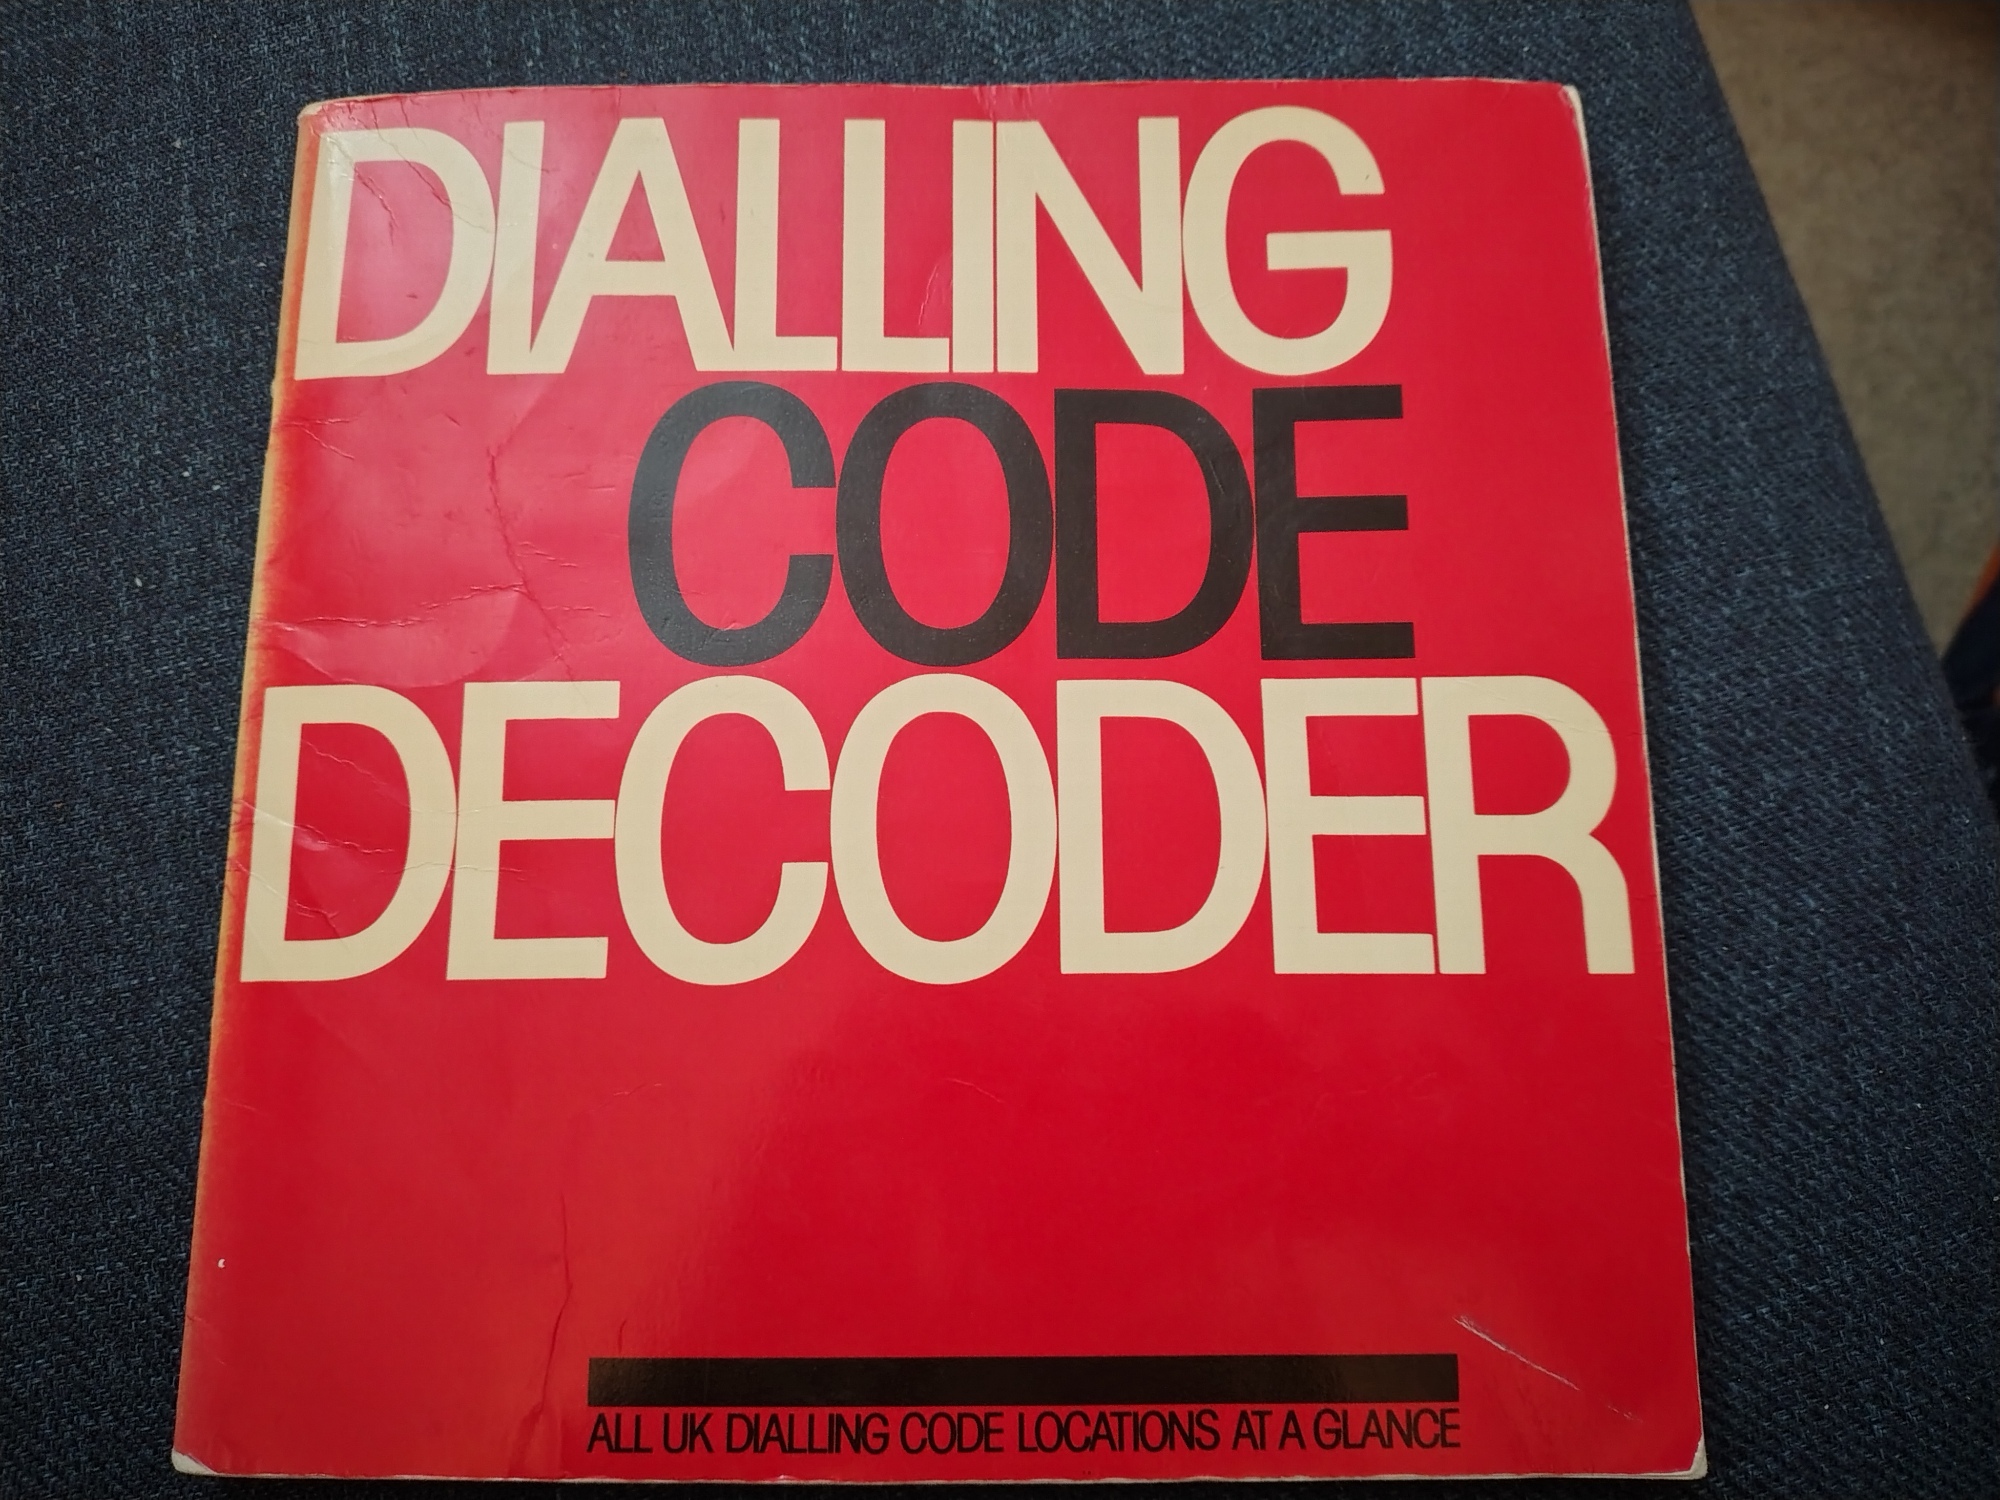 DIALLING
CODE
DECODER
ALL UK DIALLING CODE LOCATIONS AT A GLANCE